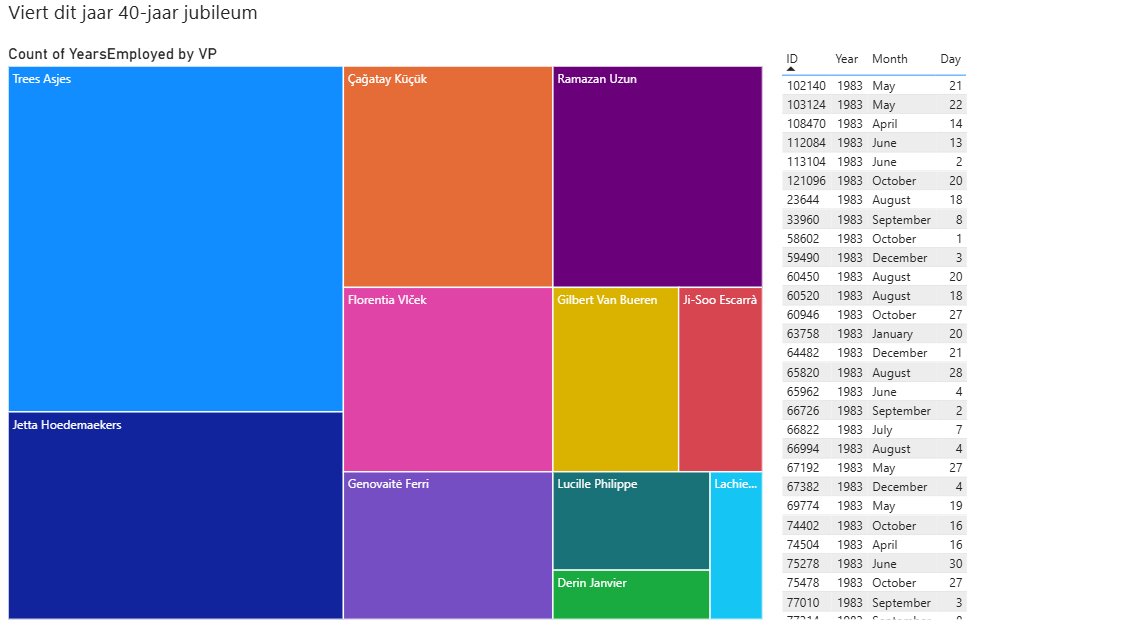 Viert dit jaar 40-jaar jubileum
Count of YearsEmployed by VP
Trees Asjes
Çağatay Küçük
Ramazan Uzun
Florentia Vlček
Gilbert Van Bueren
Ji-Soo Escarrà
Jetta Hoedemaekers
Genovaitė Ferri
Lucille Philippe
Lachie...
Derin Janvier
ID Year Month Day
102140 1983 May 21
103124 1983 May 22
108470 1983 April 14
112084 1983 June 13
113104 1983 June 2
121096 1983 October 20
23644 1983 August 18
33960 1983 September 8
58602 1983 October 1
59490 1983 December 3
60450 1983 August 20
60520 1983 August 18
60946 1983 October 27
63758 1983 January 20
64482 1983 December 21
65820 1983 August 28
65962 1983 June 4
66726 1983 September 2
66822 1983 July 7
66994 1983 August 4
67192 1983 May 27
67382 1983 December 4
69774 1983 May 19
74402 1983 October 16
74504 1983 April 16
75278 1983 June 30
75478 1983 October 27
77010 1983 September 3